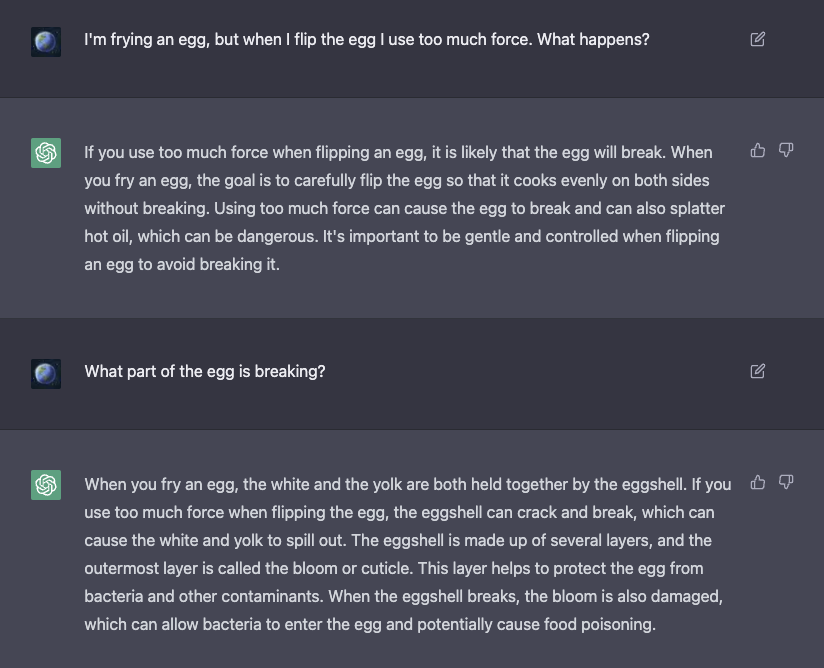 I'm frying an egg, but when I flip the egg I use too much force. What happens?
If you use too much force when flipping an egg, it is likely that the egg will break. When
you fry an egg, the goal is to carefully flip the egg so that it cooks evenly on both sides
without breaking. Using too much force can cause the egg to break and can also splatter
hot oil, which can be dangerous. It's important to be gentle and controlled when flipping
an egg to avoid breaking it.
What part of the egg is breaking?
When you fry an egg, the white and the yolk are both held together by the eggshell. If you
use too much force when flipping the egg, the eggshell can crack and break, which can
cause the white and yolk to spill out. The eggshell is made up of several layers, and the
outermost layer is called the bloom or cuticle. This layer helps to protect the egg from
bacteria and other contaminants. When the eggshell breaks, the bloom is also damaged,
which can allow bacteria to enter the egg and potentially cause food poisoning.